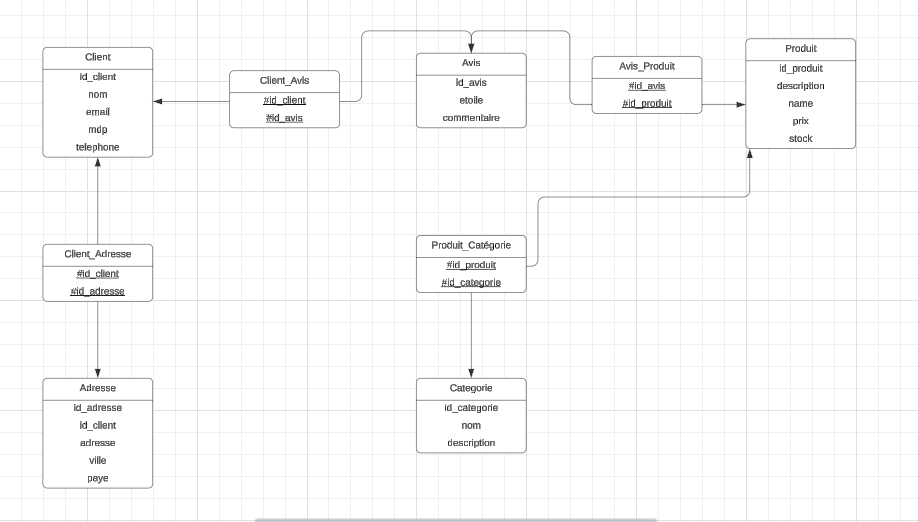 Client
id_client
nom
email
mdp
telephone
Client_Avis
#id_client
#id_avis
Avis
id_avis
etoile
commentaire
Avis_Produit
#id_avis
#id_produit
Produit
id_produit
description
name
prix
stock
Client_Adresse
#id_client
#id_adresse
Produit_Catégorie
#id_produit
#id_categorie
Adresse
id_adresse
id_client
adresse
ville
paye
Categorie
id_categorie
nom
description